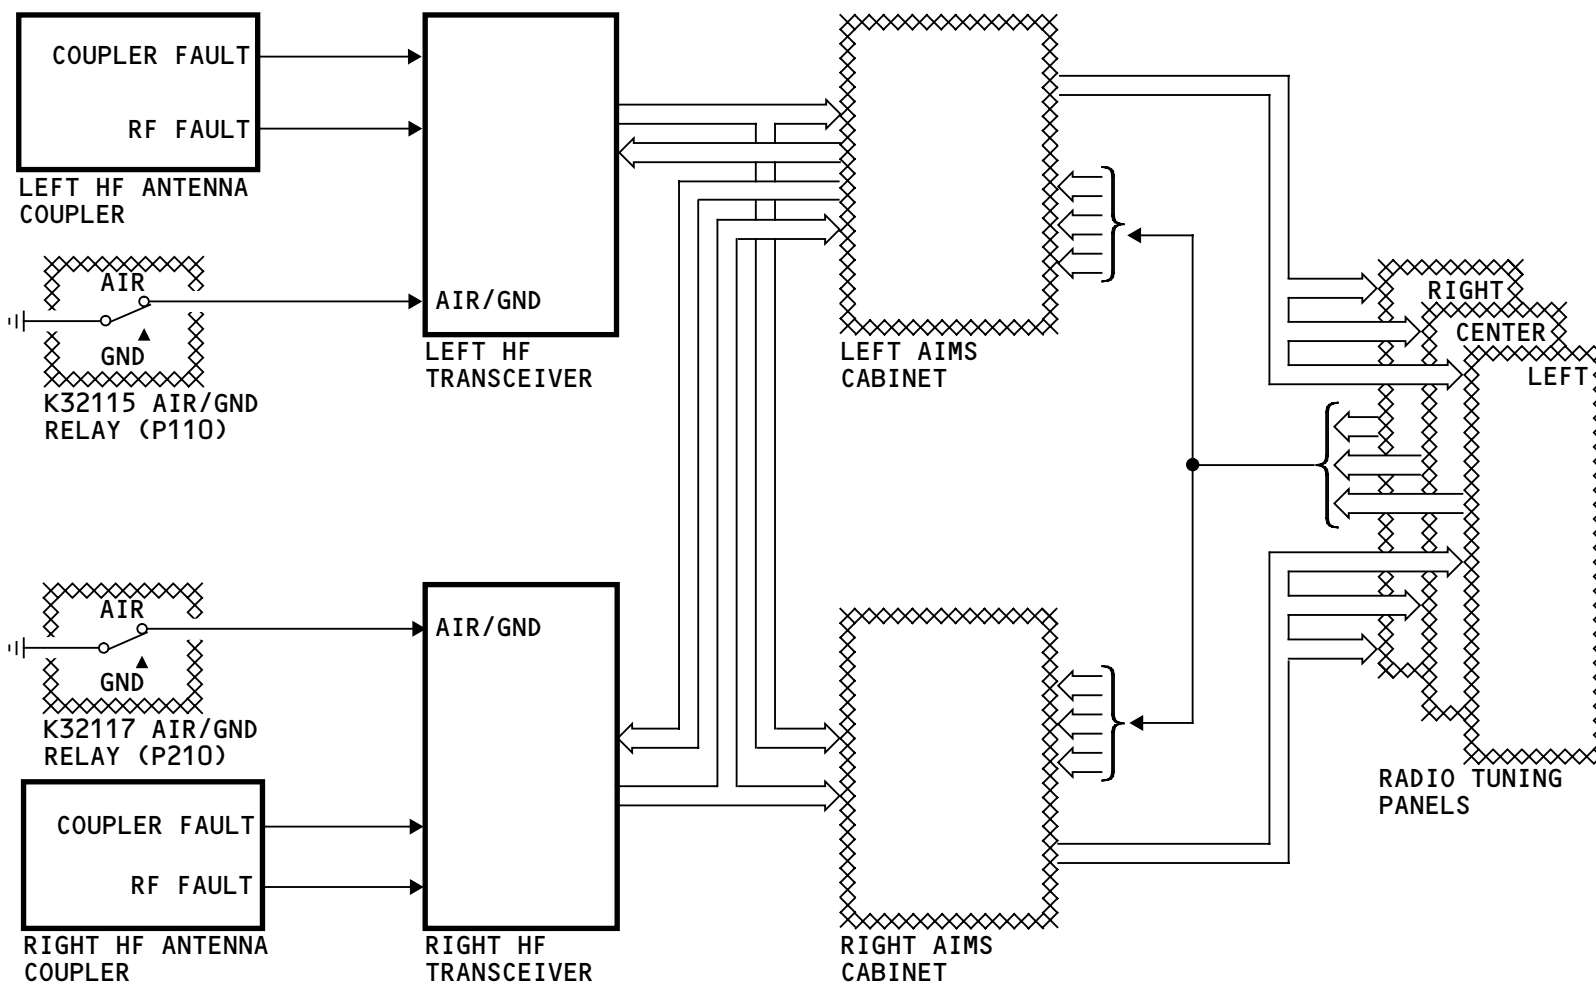 COUPLER FAULT
RF FAULT
LEFT HF ANTENNA
COUPLER
AIR
GND
K32115 AIR/GND
RELAY (P110)
AIR/GND
LEFT HF
TRANSCEIVER
LEFT AIMS
CABINET
RIGHT
CENTER
LEFT
AIR
GND
K32117 AIR/GND
RELAY (P210)
AIR/GND
COUPLER FAULT
RF FAULT
RIGHT HF ANTENNA
COUPLER
RIGHT HF
TRANSCEIVER
RIGHT AIMS
CABINET
RADIO TUNING
PANELS